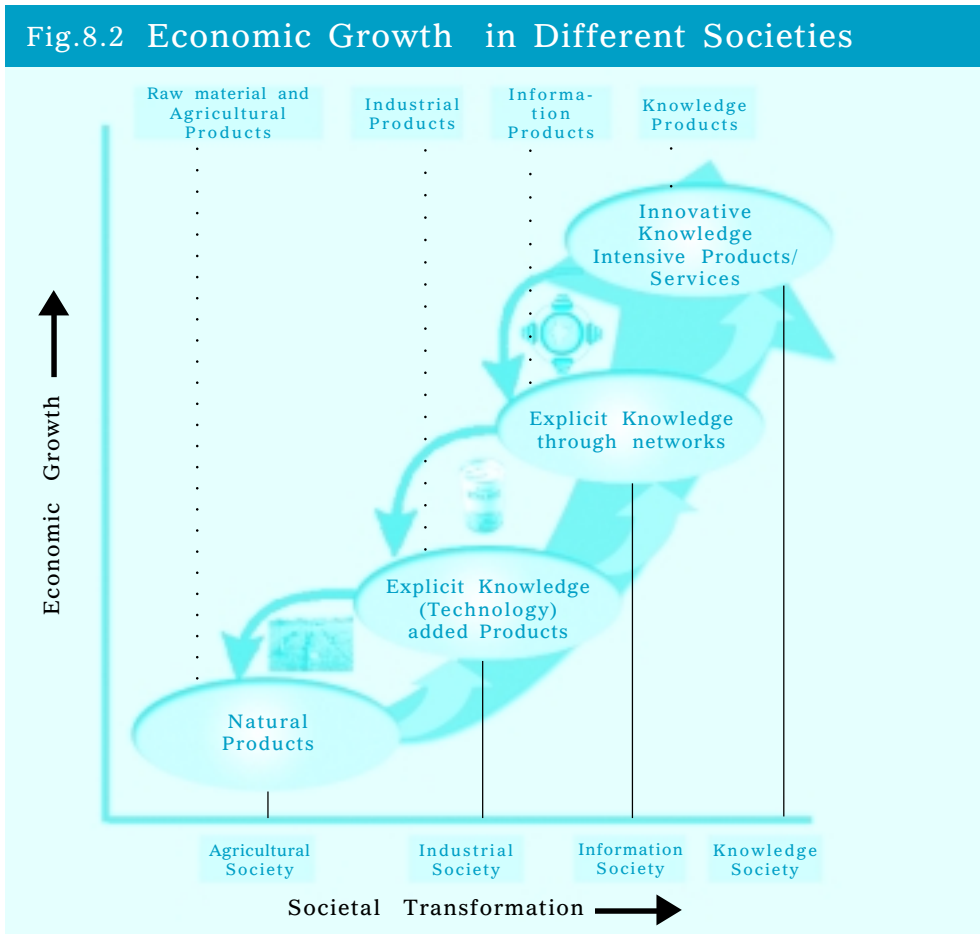 Fig.8.2 Economic Growth in Different Societies
Raw material and
Agricultural
Products
Industrial
Products
Informa-
tion
Products
Knowledge
Products
Innovative
Knowledge
Intensive Products/
Services
Explicit Knowledge
through networks
Explicit Knowledge
(Technology)
added Products
Natural
Products
Economic Growth
Agricultural
Society
Industrial
Society
Information
Society
Knowledge
Society
Societal Transformation